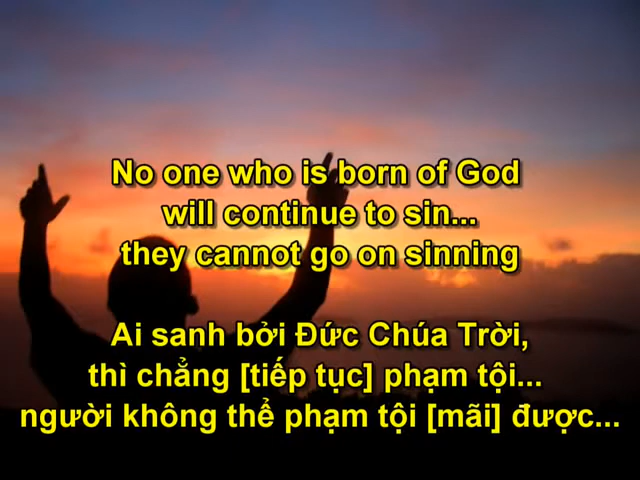 No one who is born of God
will continue to sin...
they cannot go on sinning
Ai sanh bởi Đức Chúa Trời,
thì chẳng [tiếp tục] phạm tội...
người không thể phạm tội [mãi] được...